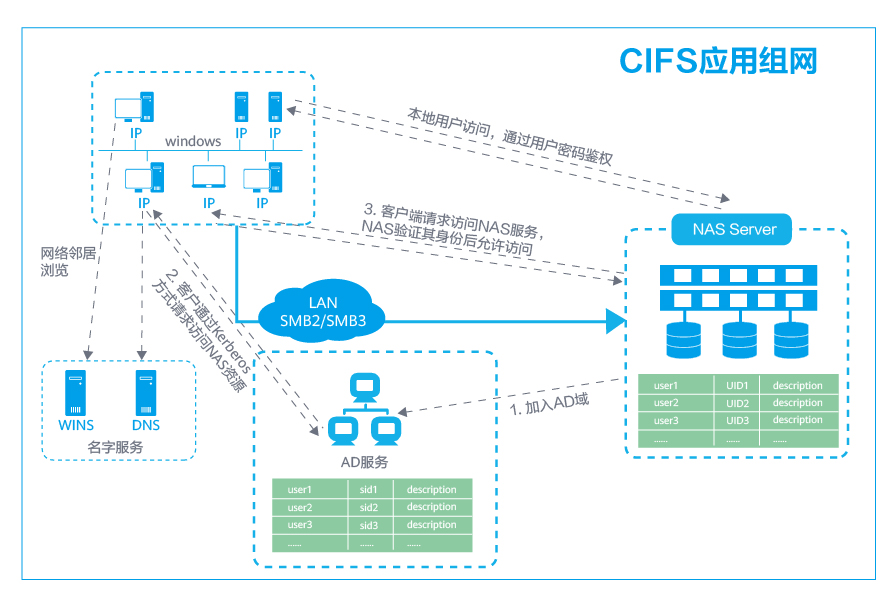 CIFS应用组网
IP
IP
IP
windows
IP
IP
IP
本地用户访问，通过用户密码鉴权
3. 客户端请求访问NAS服务，
NAS验证其身份后允许访问
NAS Server
网络邻居
浏览
2. 客户通过Kerberos
方式请求访问NAS资源
LAN
SMB2/SMB3
WINS
DNS
名字服务
1. 加入AD域
AD服务
user1 UID1 description
user2 UID2 description
user3 UID3 description
...... ...... ......
user1 sid1 description
user2 sid2 description
user3 sid3 description
...... ...... ......